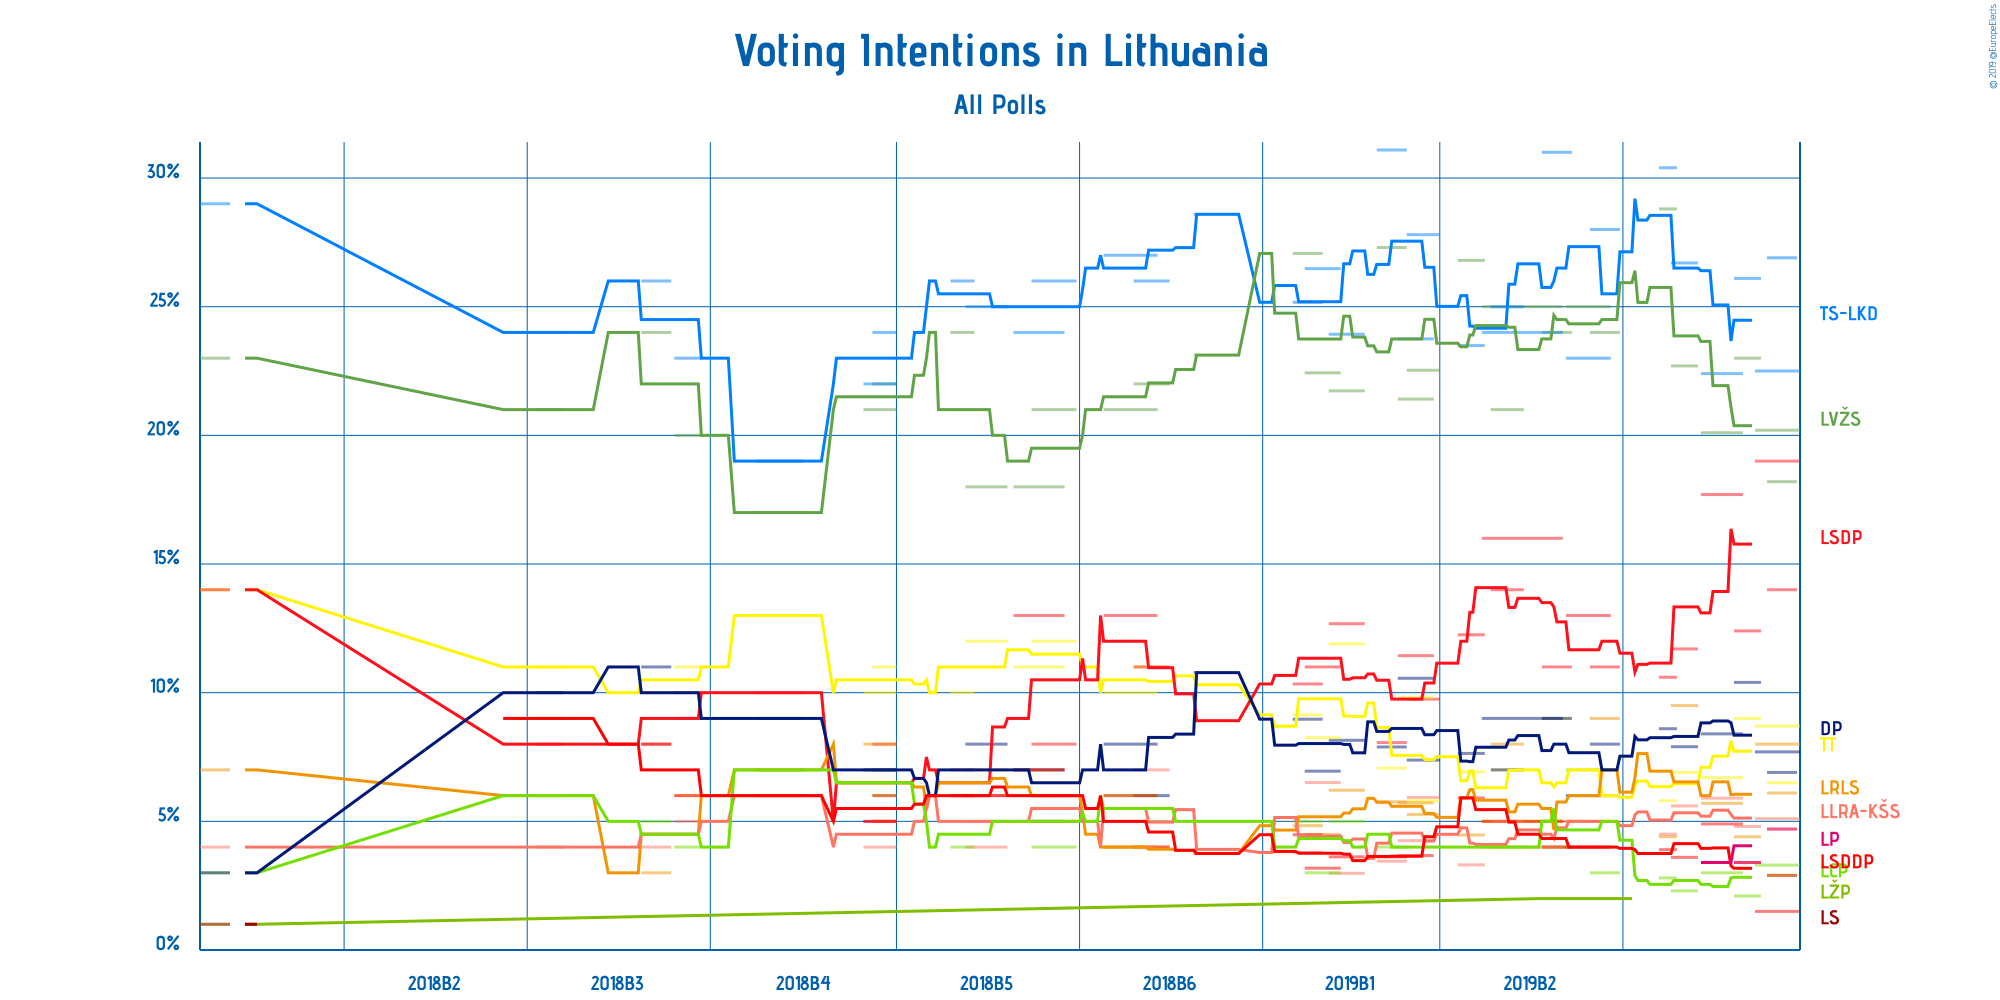 © 2019 @EuropeElects
Voting Intentions in Lithuania
All Polls
30%
25%
20%
15%
10%
5%
0%
TS-LKD
LVŽS
LSDP
DP
TT
LRLS
LLRA-KŠS
LP
LSDDP
LCP
LŽP
LS
2018B2 2018B3 2018B4 2018B5 2018B6 2019B1 2019B2